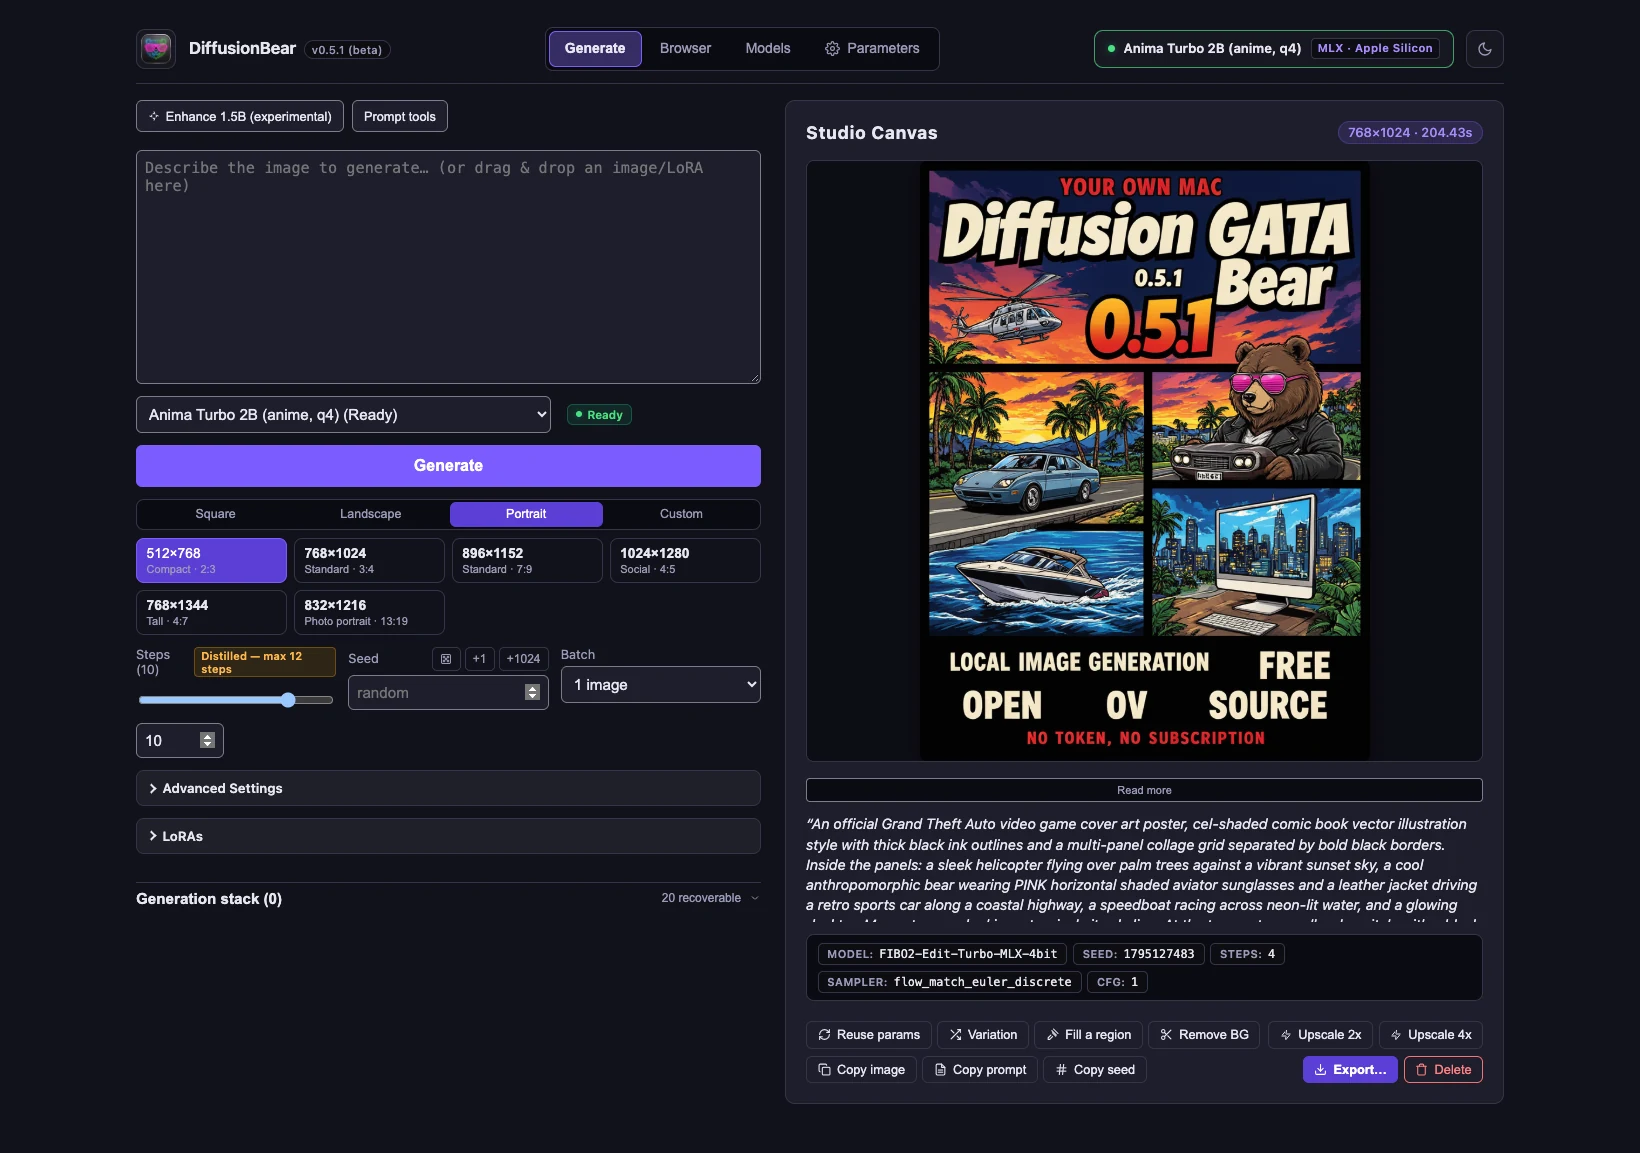 DiffusionBear v0.5.1 (beta)
Generate Browser Models Parameters
Anima Turbo 2B (anime, q4) MLX · Apple Silicon
Enhance 1.5B (experimental) Prompt tools
Describe the image to generate… (or drag & drop an image/LoRA
here)
Anima Turbo 2B (anime, q4) (Ready)
Ready
Generate
Square Landscape Portrait Custom
512×768 768×1024 896×1152 1024×1280
Compact · 2:3 Standard · 3:4 Standard · 7:9 Social · 4:5
768×1344 832×1216
Tall · 4:7 Photo portrait · 13:19
Steps
(10)
Distilled — max 12
steps
Seed
+1 +1024
random
Batch
1 image
10
Advanced Settings
LoRAs
Generation stack (0) 20 recoverable
Studio Canvas 768×1024 · 204.43s
YOUR OWN MAC
Diffusion GATA
0.5.1 Bear
0.5.1
LOCAL IMAGE GENERATION FREE
OPEN OV SOURCE
NO TOKEN, NO SUBSCRIPTION
Read more
“An official Grand Theft Auto video game cover art poster, cel-shaded comic book vector illustration
style with thick black ink outlines and a multi-panel collage grid separated by bold black borders.
Inside the panels: a sleek helicopter flying over palm trees against a vibrant sunset sky, a cool
anthropomorphic bear wearing PINK horizontal shaded aviator sunglasses and a leather jacket driving
a retro sports car along a coastal highway, a speedboat racing across neon-lit water, and a glowing
MODEL: FIBO2-Edit-Turbo-MLX-4bit SEED: 1795127483 STEPS: 4
SAMPLER: flow_match_euler_discrete CFG: 1
Reuse params Variation Fill a region Remove BG Upscale 2x Upscale 4x
Copy image Copy prompt Copy seed Export... Delete